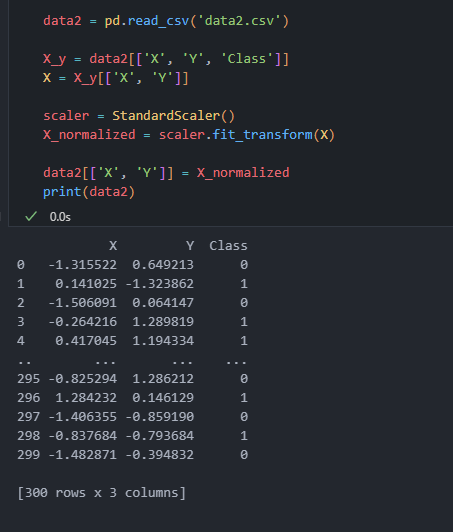 data2 = pd.read_csv('data2.csv')
X_y = data2[['X', 'Y', 'Class']]
X = X_y[['X', 'Y']]
scaler = StandardScaler()
X_normalized = scaler.fit_transform(X)
data2[['X', 'Y']] = X_normalized
print(data2)
0.0s
X Y Class
0 -1.315522 0.649213 0
1 0.141025 -1.323862 1
2 -1.506091 0.064147 0
3 -0.264216 1.289819 1
4 0.417045 1.194334 1
.. ... ... ...
295 -0.825294 1.286212 0
296 1.284232 0.146129 1
297 -1.406355 -0.859190 0
298 -0.837684 -0.793684 1
299 -1.482871 -0.394832 0
[300 rows x 3 columns]